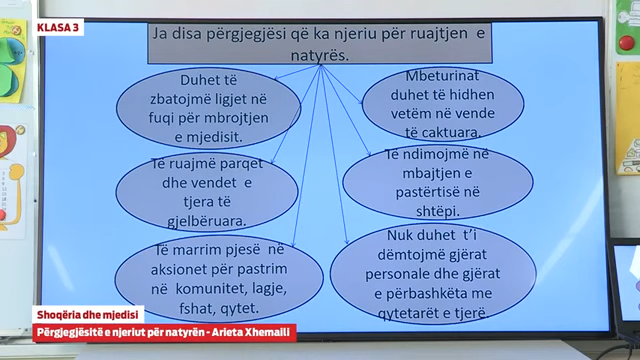 KLASA 3
Ja disa përgjegjësi që ka njeriu për ruajtjen e
natyrës.
Duhet të
zbatojmë ligjet në
fuqi për mbrojtjen
e mjedisit.
Mbeturinat
duhet të hidhen
vetëm në vende
të caktuara.
Të ruajmë parqet
dhe vendet e
tjera të
gjelbëruara.
Të ndimojmë në
mbajtjen e
pastërtisë në
shtëpi.
Të marrim pjesë në
aksionet për pastrim
në komunitet, lagje,
fshat, qytet.
Nuk duhet t'i
dëmtojmë gjërat
personale dhe gjërat
e përbashkëta me
qytetarët e tjerë.
Shoqëria dhe mjedisi
Përgjegjësitë e njeriut për natyrën - Arieta Xhemaili